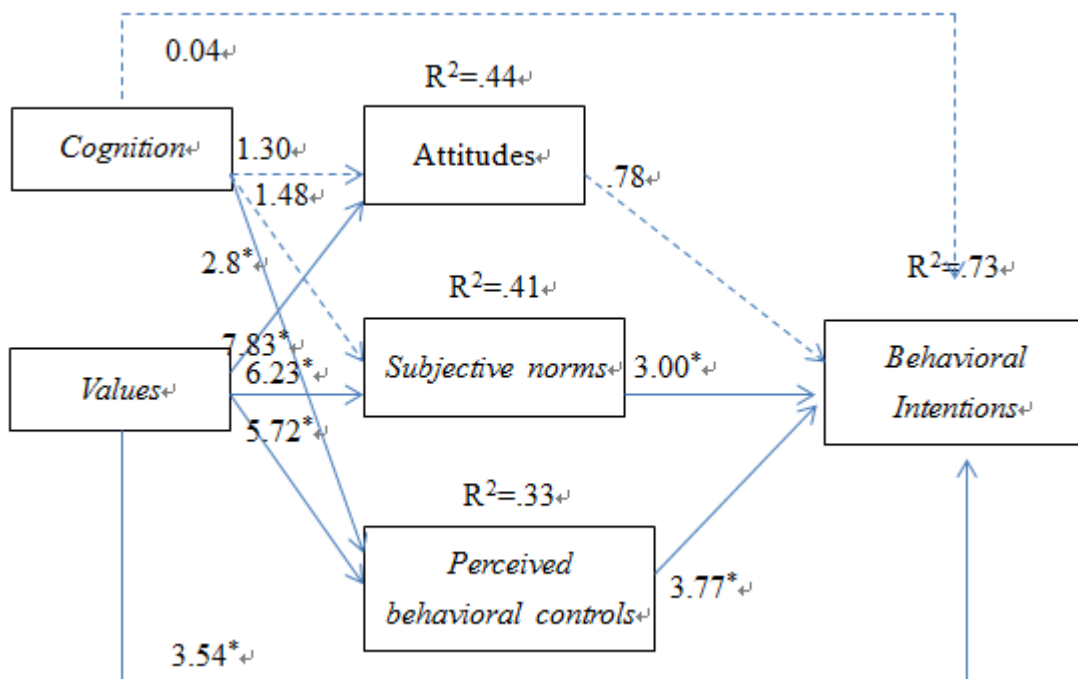 0.04↵
R²=.44↵
Cognition↵
1.30
Attitudes↵
1.48↵
.78↵
2.8*↵
R²=.41↵
R²=.73↵
7.83*↵
Values↵
6.23*↵
Subjective norms↵
3.00*↵
Behavioral
Intentions↵
5.72*↵
R²=.33↵
Perceived
behavioral controls↵
3.77*↵
3.54*↵